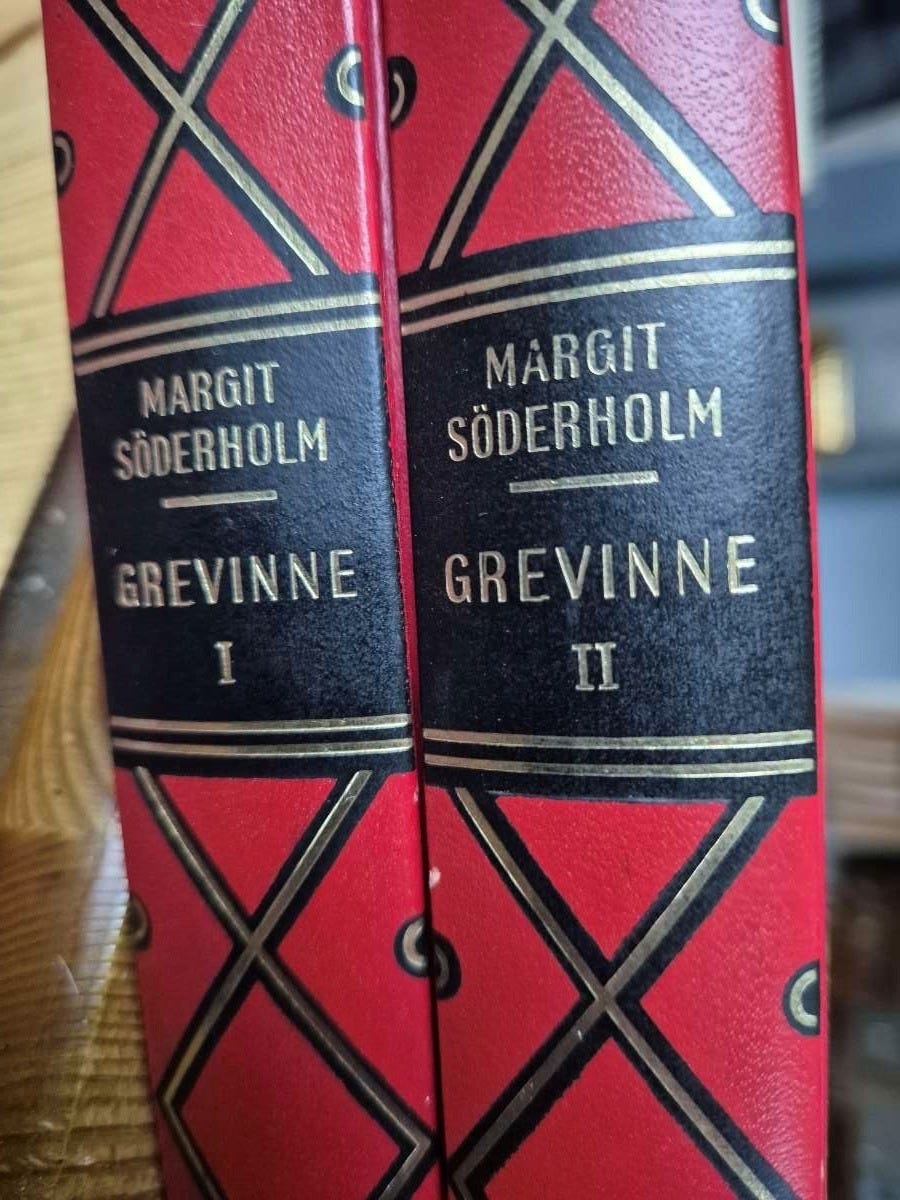 MARGIT
SÖDERHOLM
GREVINNE
I
MARGIT
SÖDERHOLM
GREVINNE
II